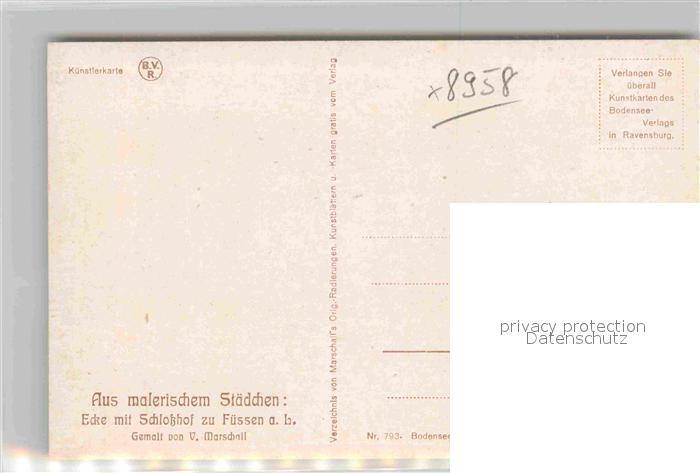 Künstlerkarte
B.V.
R.
×8958
Verlangen Sie
überall
Kunstkarten des
Bodensee-
Verlags
in Ravensburg.
Verzeichnis von Marschall's Orig.-Radierungen, Kunstblättern u. Karten gratis vom Verlag
privacy protection
Datenschutz
Aus malerischem Städchen:
Ecke mit Schloßhof zu Füssen a. L.
Gemalt von V. Marschall
Nr. 793. Bodensee